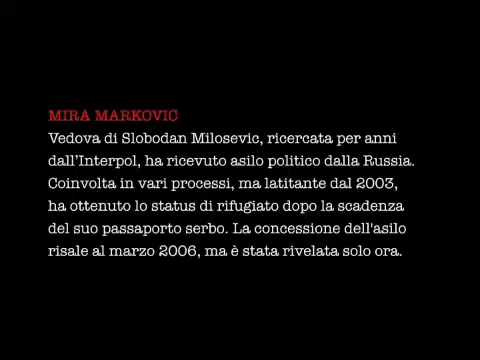 MIRA MARKOVIC
Vedova di Slobodan Milosevic, ricercata per anni
dall'Interpol, ha ricevuto asilo politico dalla Russia.
Coinvolta in vari processi, ma latitante dal 2003,
ha ottenuto lo status di rifugiato dopo la scadenza
del suo passaporto serbo. La concessione dell'asilo
risale al marzo 2006, ma è stata rivelata solo ora.